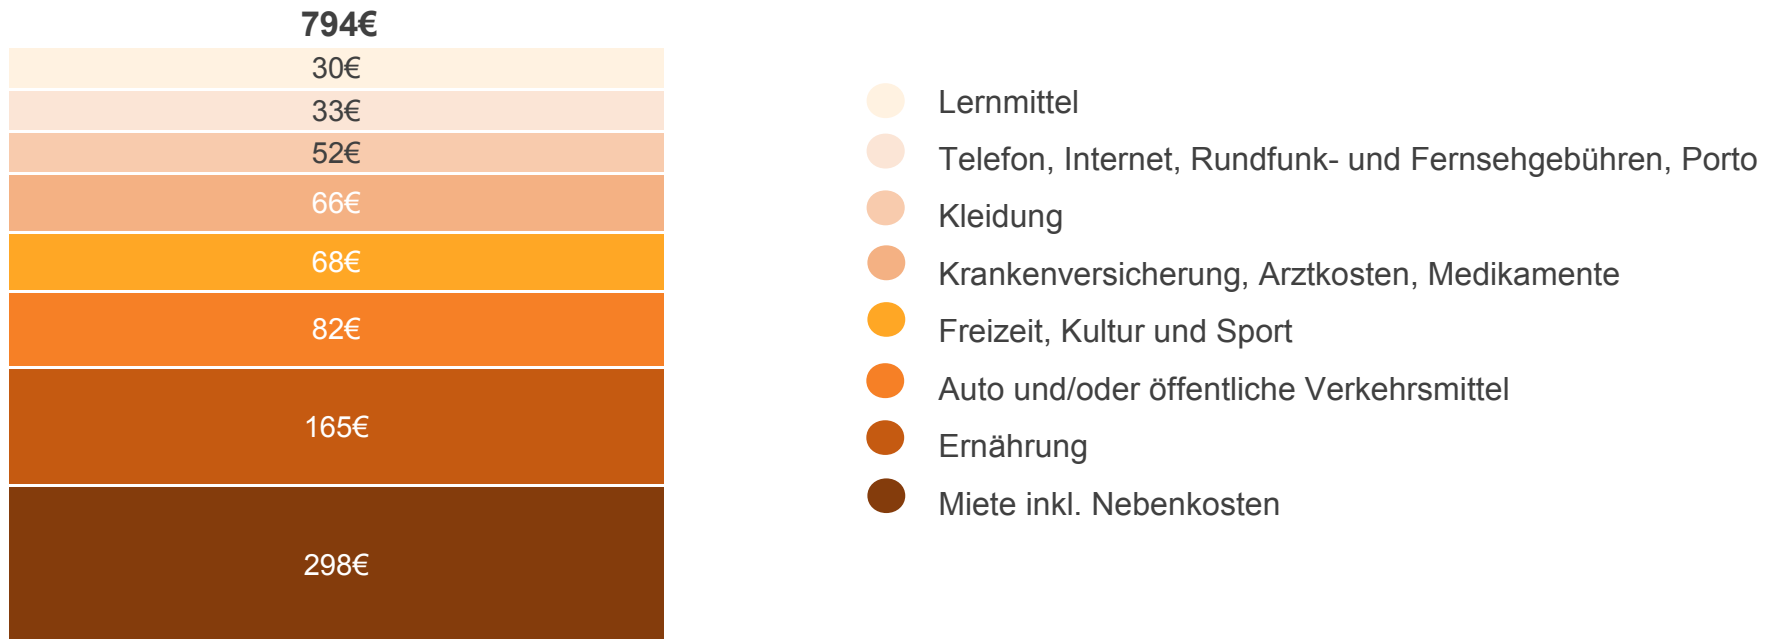 794€
30€
33€
52€
66€
68€
82€
165€
298€
Lernmittel
Telefon, Internet, Rundfunk- und Fernsehgebühren, Porto
Kleidung
Krankenversicherung, Arztkosten, Medikamente
Freizeit, Kultur und Sport
Auto und/oder öffentliche Verkehrsmittel
Ernährung
Miete inkl. Nebenkosten